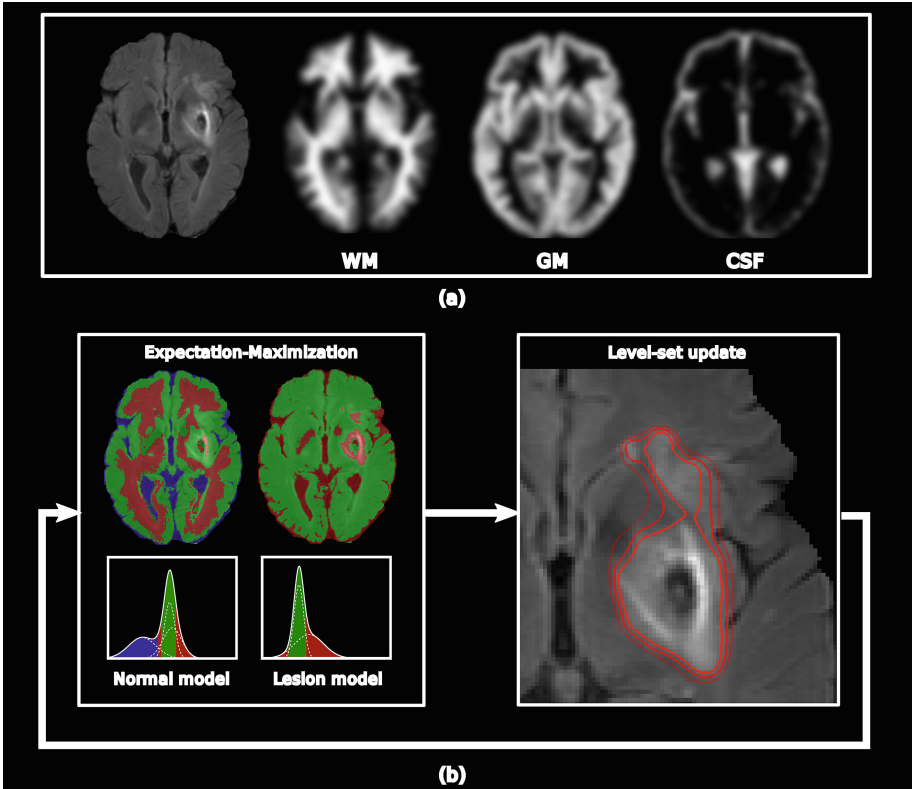 WM
GM
CSF
(a)
Expectation-Maximization
Level-set update
Normal model
Lesion model
(b)